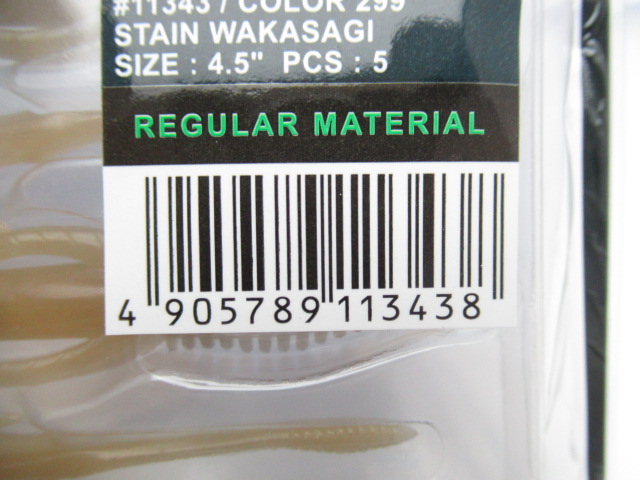 #11343 / COLOR 299
STAIN WAKASAGI
SIZE : 4.5" PCS : 5
REGULAR MATERIAL
4 905789 113438